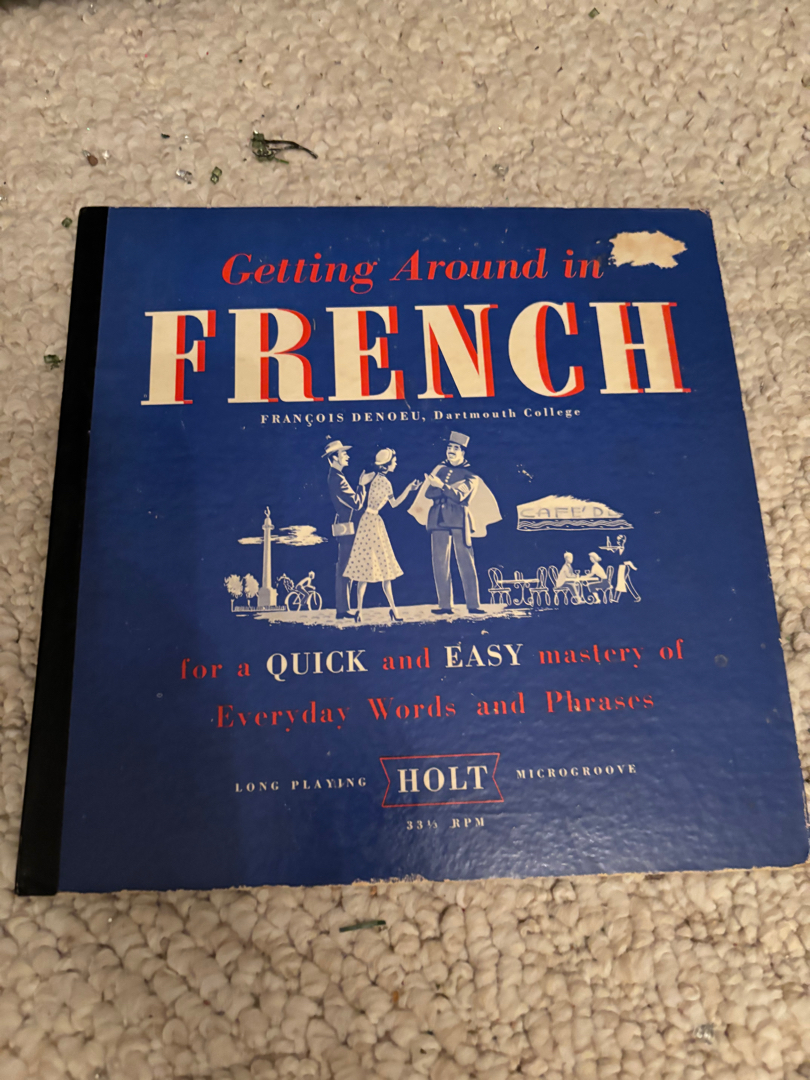 Getting Around in
FRENCH
FRANÇOIS DENOEU, Dartmouth College
CAFE D
for a QUICK and EASY mastery of
Everyday Words and Phrases
LONG PLAYING HOLT MICROGROOVE
33⅓ RPM